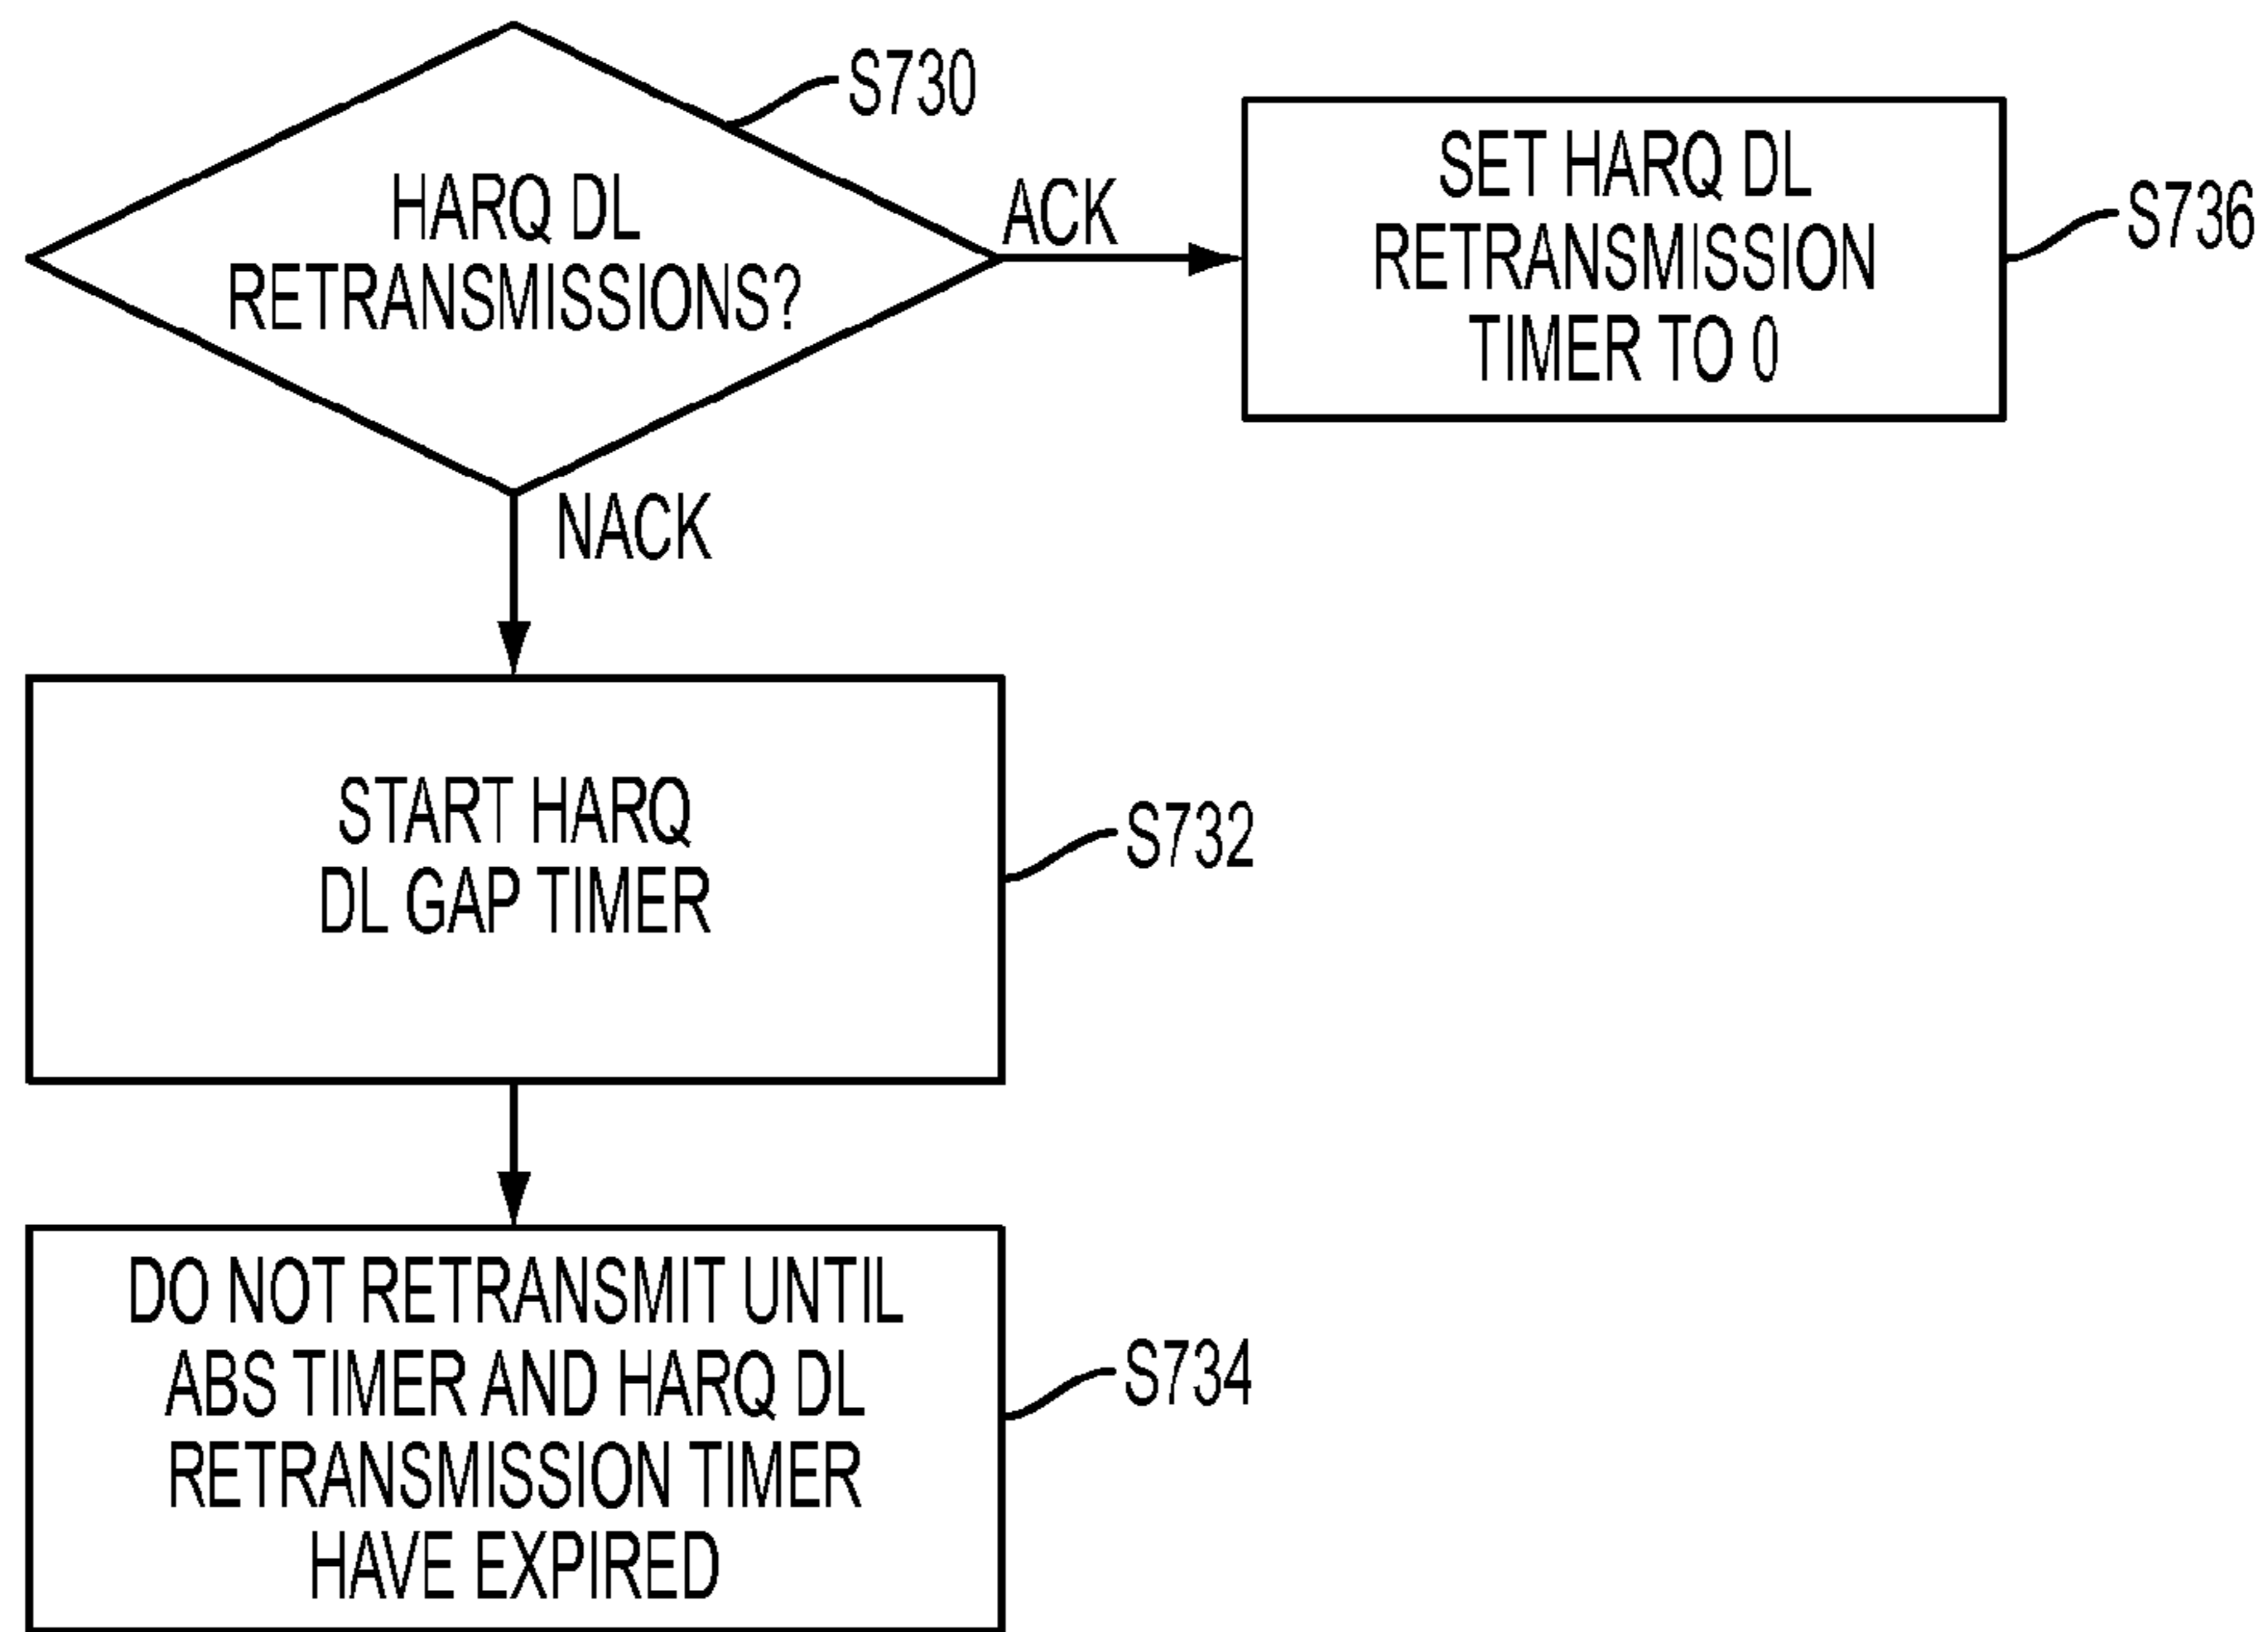 S730
HARQ DL
RETRANSMISSIONS?
ACK
SET HARQ DL
RETRANSMISSION
TIMER TO 0
S736
NACK
START HARQ
DL GAP TIMER
S732
DO NOT RETRANSMIT UNTIL
ABS TIMER AND HARQ DL
RETRANSMISSION TIMER
HAVE EXPIRED
S734